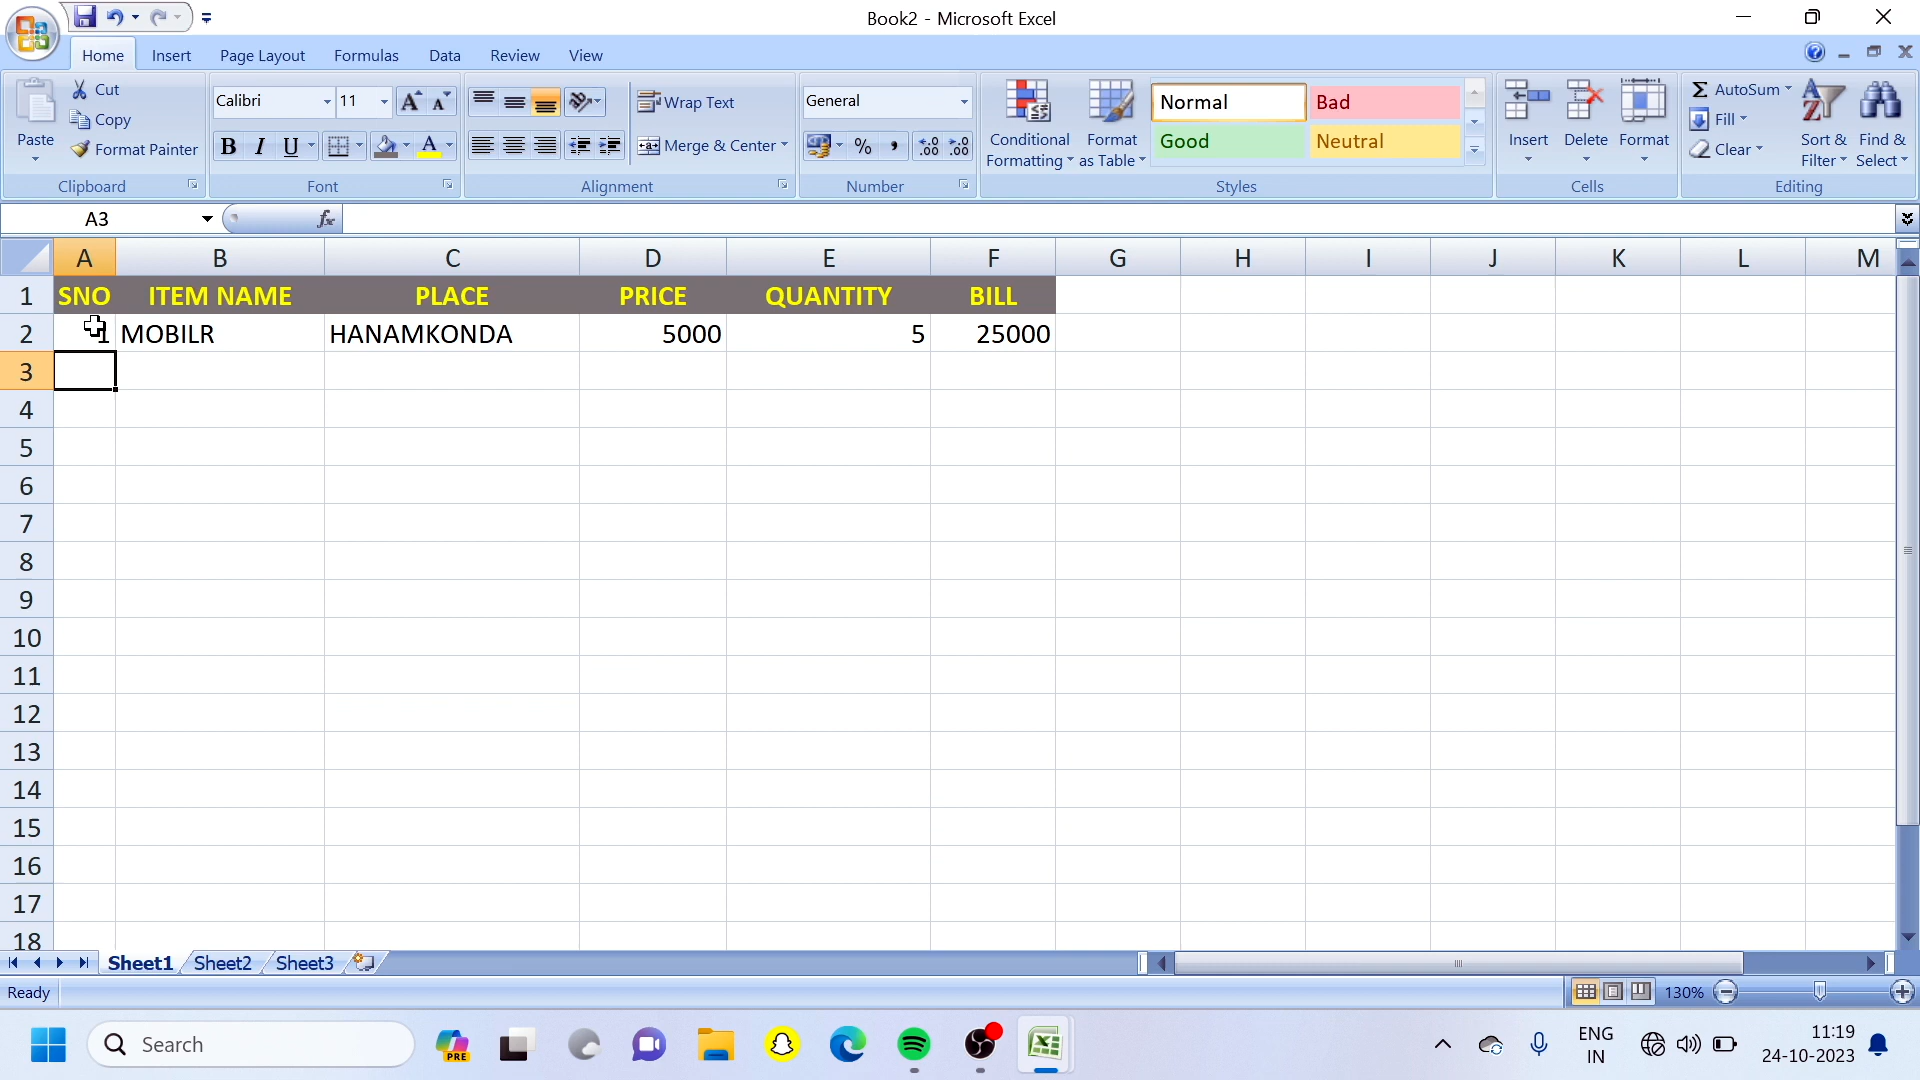 Book2 - Microsoft Excel
Home Insert Page Layout Formulas Data Review View
Paste
Cut
Copy
Format Painter
Clipboard
Calibri 11
B I U A
Font
Wrap Text
Merge & Center
Alignment
General
% ,
Number
Conditional Formatting
Format as Table
Normal Bad
Good Neutral
Styles
Insert Delete Format
Cells
Σ AutoSum
Fill
Clear
Sort & Filter
Find & Select
Editing
A3 fx
A B C D E F G H I J K L M
1 SNO ITEM NAME PLACE PRICE QUANTITY BILL
2 1 MOBILR HANAMKONDA 5000 5 25000
3
4
5
6
7
8
9
10
11
12
13
14
15
16
17
18
Sheet1 Sheet2 Sheet3
Ready 130%
Search
PRE
ENG
IN
11:19
24-10-2023